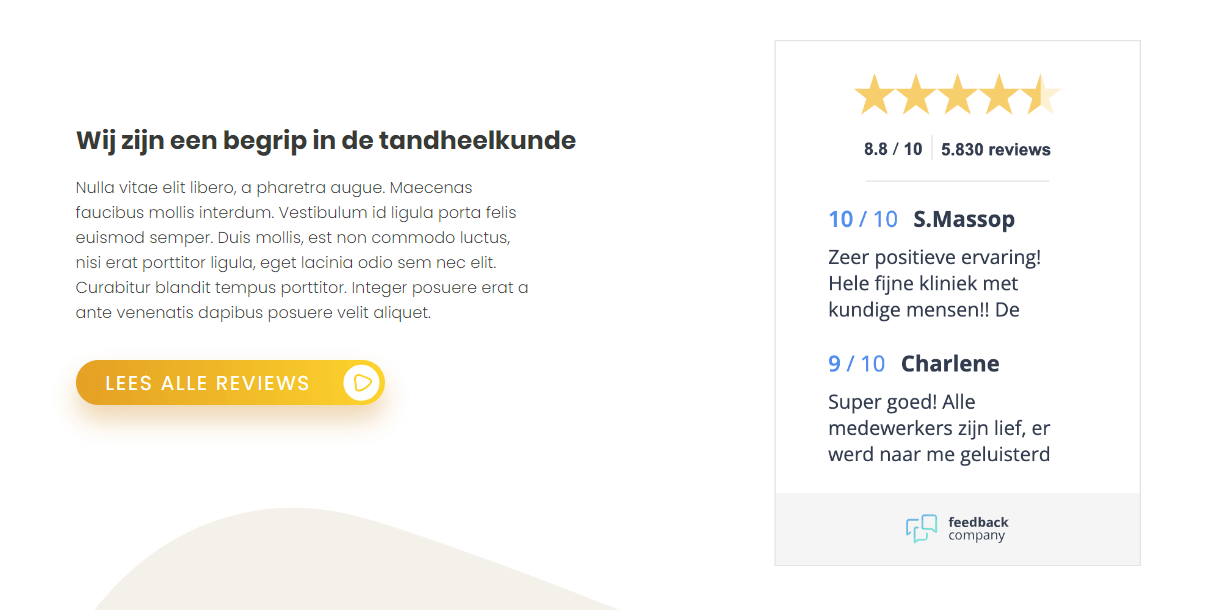 Wij zijn een begrip in de tandheelkunde
Nulla vitae elit libero, a pharetra augue. Maecenas
faucibus mollis interdum. Vestibulum id ligula porta felis
euismod semper. Duis mollis, est non commodo luctus,
nisi erat porttitor ligula, eget lacinia odio sem nec elit.
Curabitur blandit tempus porttitor. Integer posuere erat a
ante venenatis dapibus posuere velit aliquet.
LEES ALLE REVIEWS
8.8 / 10 5.830 reviews
10 / 10 S.Massop
Zeer positieve ervaring!
Hele fijne kliniek met
kundige mensen!! De
9 / 10 Charlene
Super goed! Alle
medewerkers zijn lief, er
werd naar me geluisterd
feedback
company